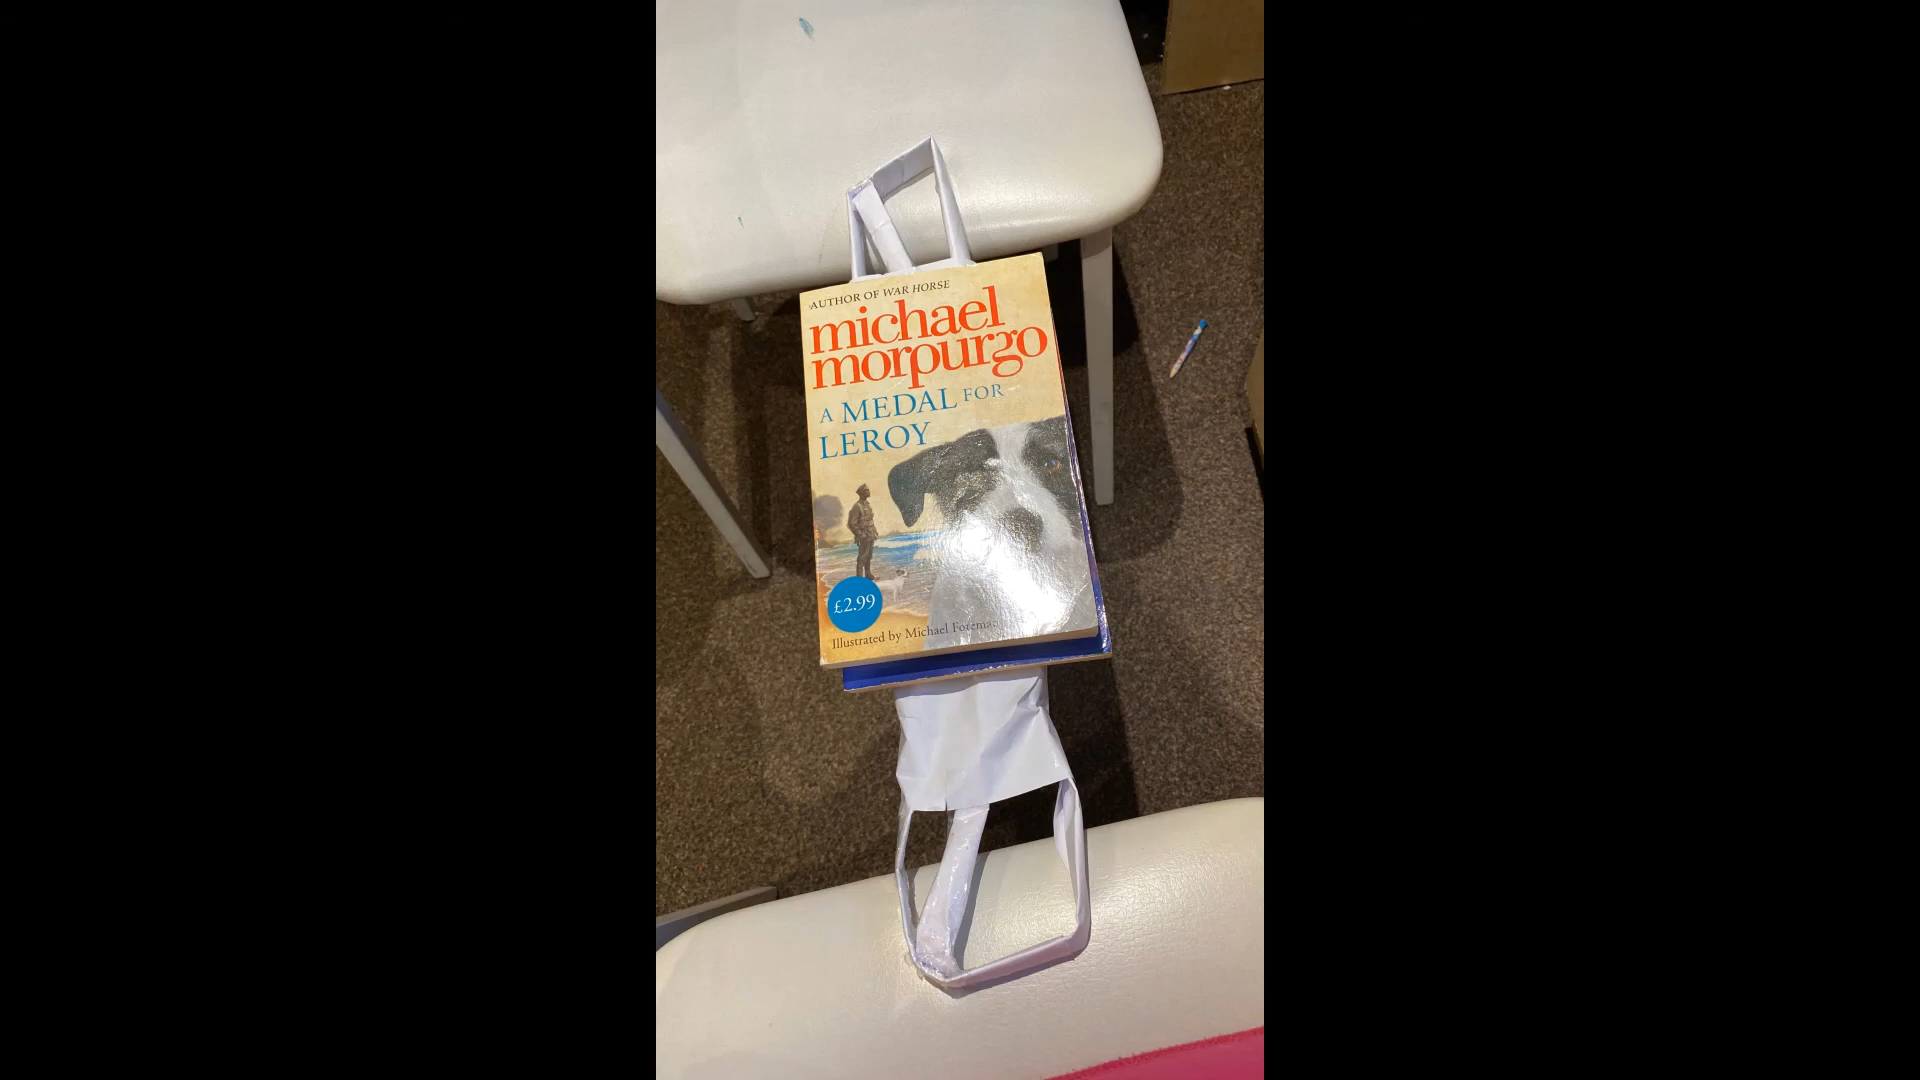 AUTHOR OF WAR HORSE
michael
morpurgo
A MEDAL FOR
LEROY
£2.99
Illustrated by Michael Foreman